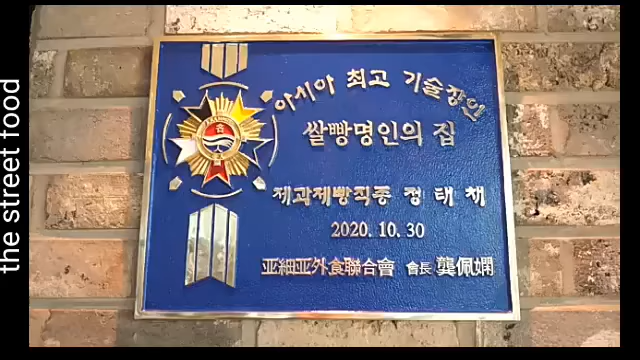 the street food
아시아 최고 기술장인
쌀빵명인의 집
제과제빵직종 정태채
2020. 10. 30
亚細亚外食聯合會 會長 龔佩嫻